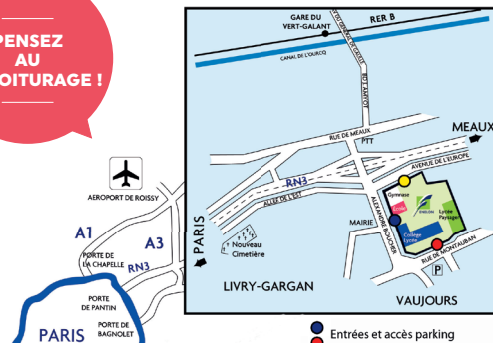 PENSEZ
AU
COVOITURAGE !
GARE DU
VERT-GALANT
RER B
CANAL DE L'OURCQ
RUE DE MEAUX
PTT
MEAUX
AVENUE DE L'EUROPE
RN3
ALLÉE DE L'EST
Gymnase
École
Lycée
Paysager
Collège
Lycée
ALEXANDRE BOUCHER
MAIRIE
RUE DE MONTAUBAN
P
PARIS
Nouveau
Cimetière
LIVRY-GARGAN
VAUJOURS
AEROPORT DE ROISSY
A1
A3
PORTE DE
LA CHAPELLE
RN3
PORTE
DE PANTIN
PORTE DE
BAGNOLET
PARIS
Entrées et accès parking